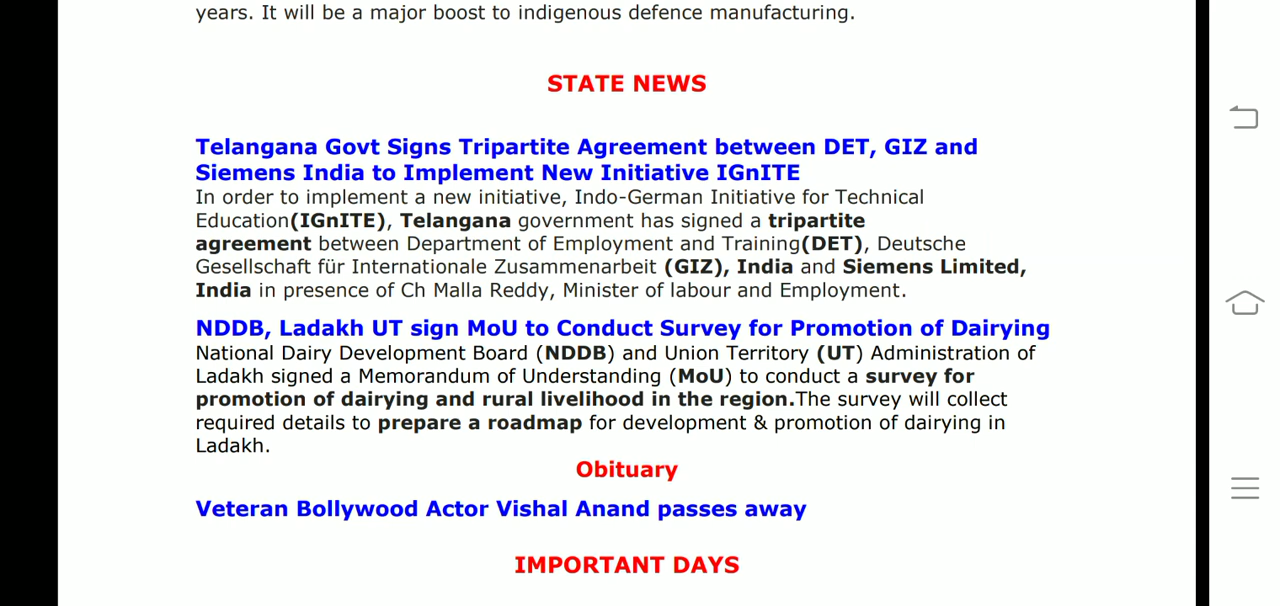 years. It will be a major boost to indigenous defence manufacturing.
STATE NEWS
Telangana Govt Signs Tripartite Agreement between DET, GIZ and
Siemens India to Implement New Initiative IGnITE
In order to implement a new initiative, Indo-German Initiative for Technical
Education(IGnITE), Telangana government has signed a tripartite
agreement between Department of Employment and Training(DET), Deutsche
Gesellschaft für Internationale Zusammenarbeit (GIZ), India and Siemens Limited,
India in presence of Ch Malla Reddy, Minister of labour and Employment.
NDDB, Ladakh UT sign MoU to Conduct Survey for Promotion of Dairying
National Dairy Development Board (NDDB) and Union Territory (UT) Administration of
Ladakh signed a Memorandum of Understanding (MoU) to conduct a survey for
promotion of dairying and rural livelihood in the region.The survey will collect
required details to prepare a roadmap for development & promotion of dairying in
Ladakh.
Obituary
Veteran Bollywood Actor Vishal Anand passes away
IMPORTANT DAYS